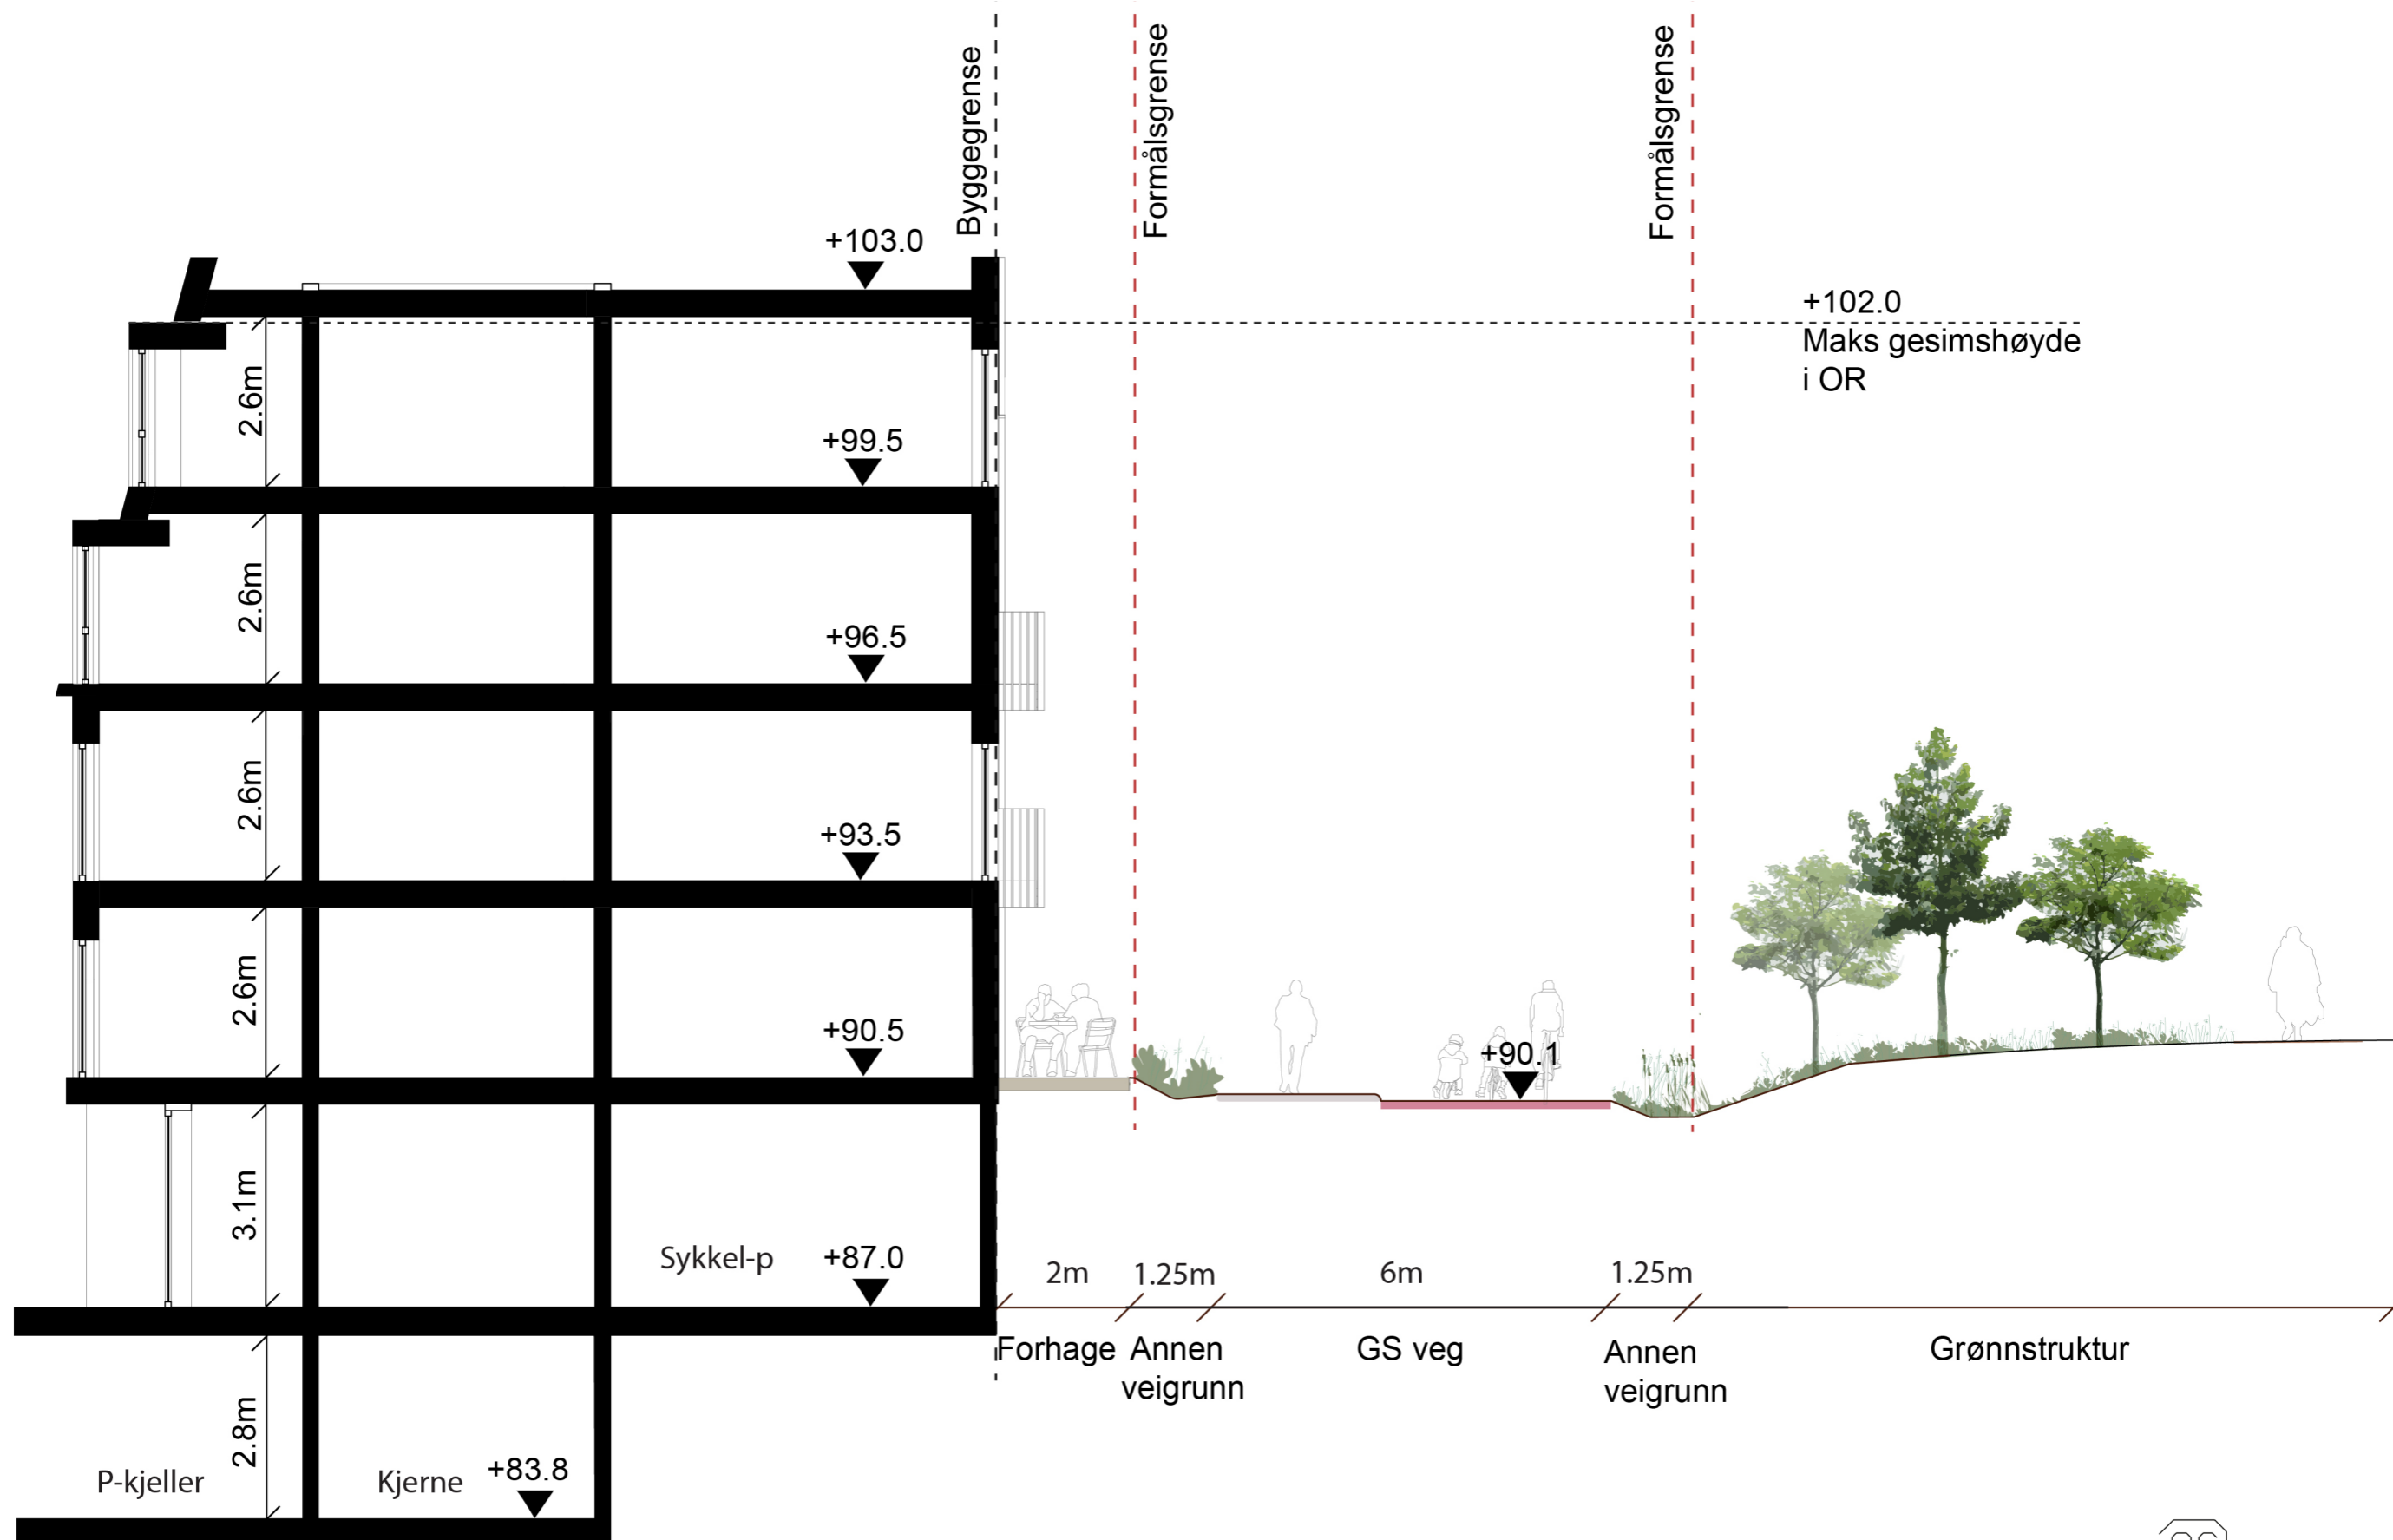 Byggegrense
Formålsgrense
Formålsgrense
+103.0
+102.0
Maks gesimshøyde
i OR
2.6m
+99.5
2.6m
+96.5
2.6m
+93.5
2.6m
+90.5
+90.1
3.1m
Sykkel-p
+87.0
2m
1.25m
6m
1.25m
Forhage
Annen
veigrunn
GS veg
Annen
veigrunn
Grønnstruktur
2.8m
P-kjeller
Kjerne
+83.8